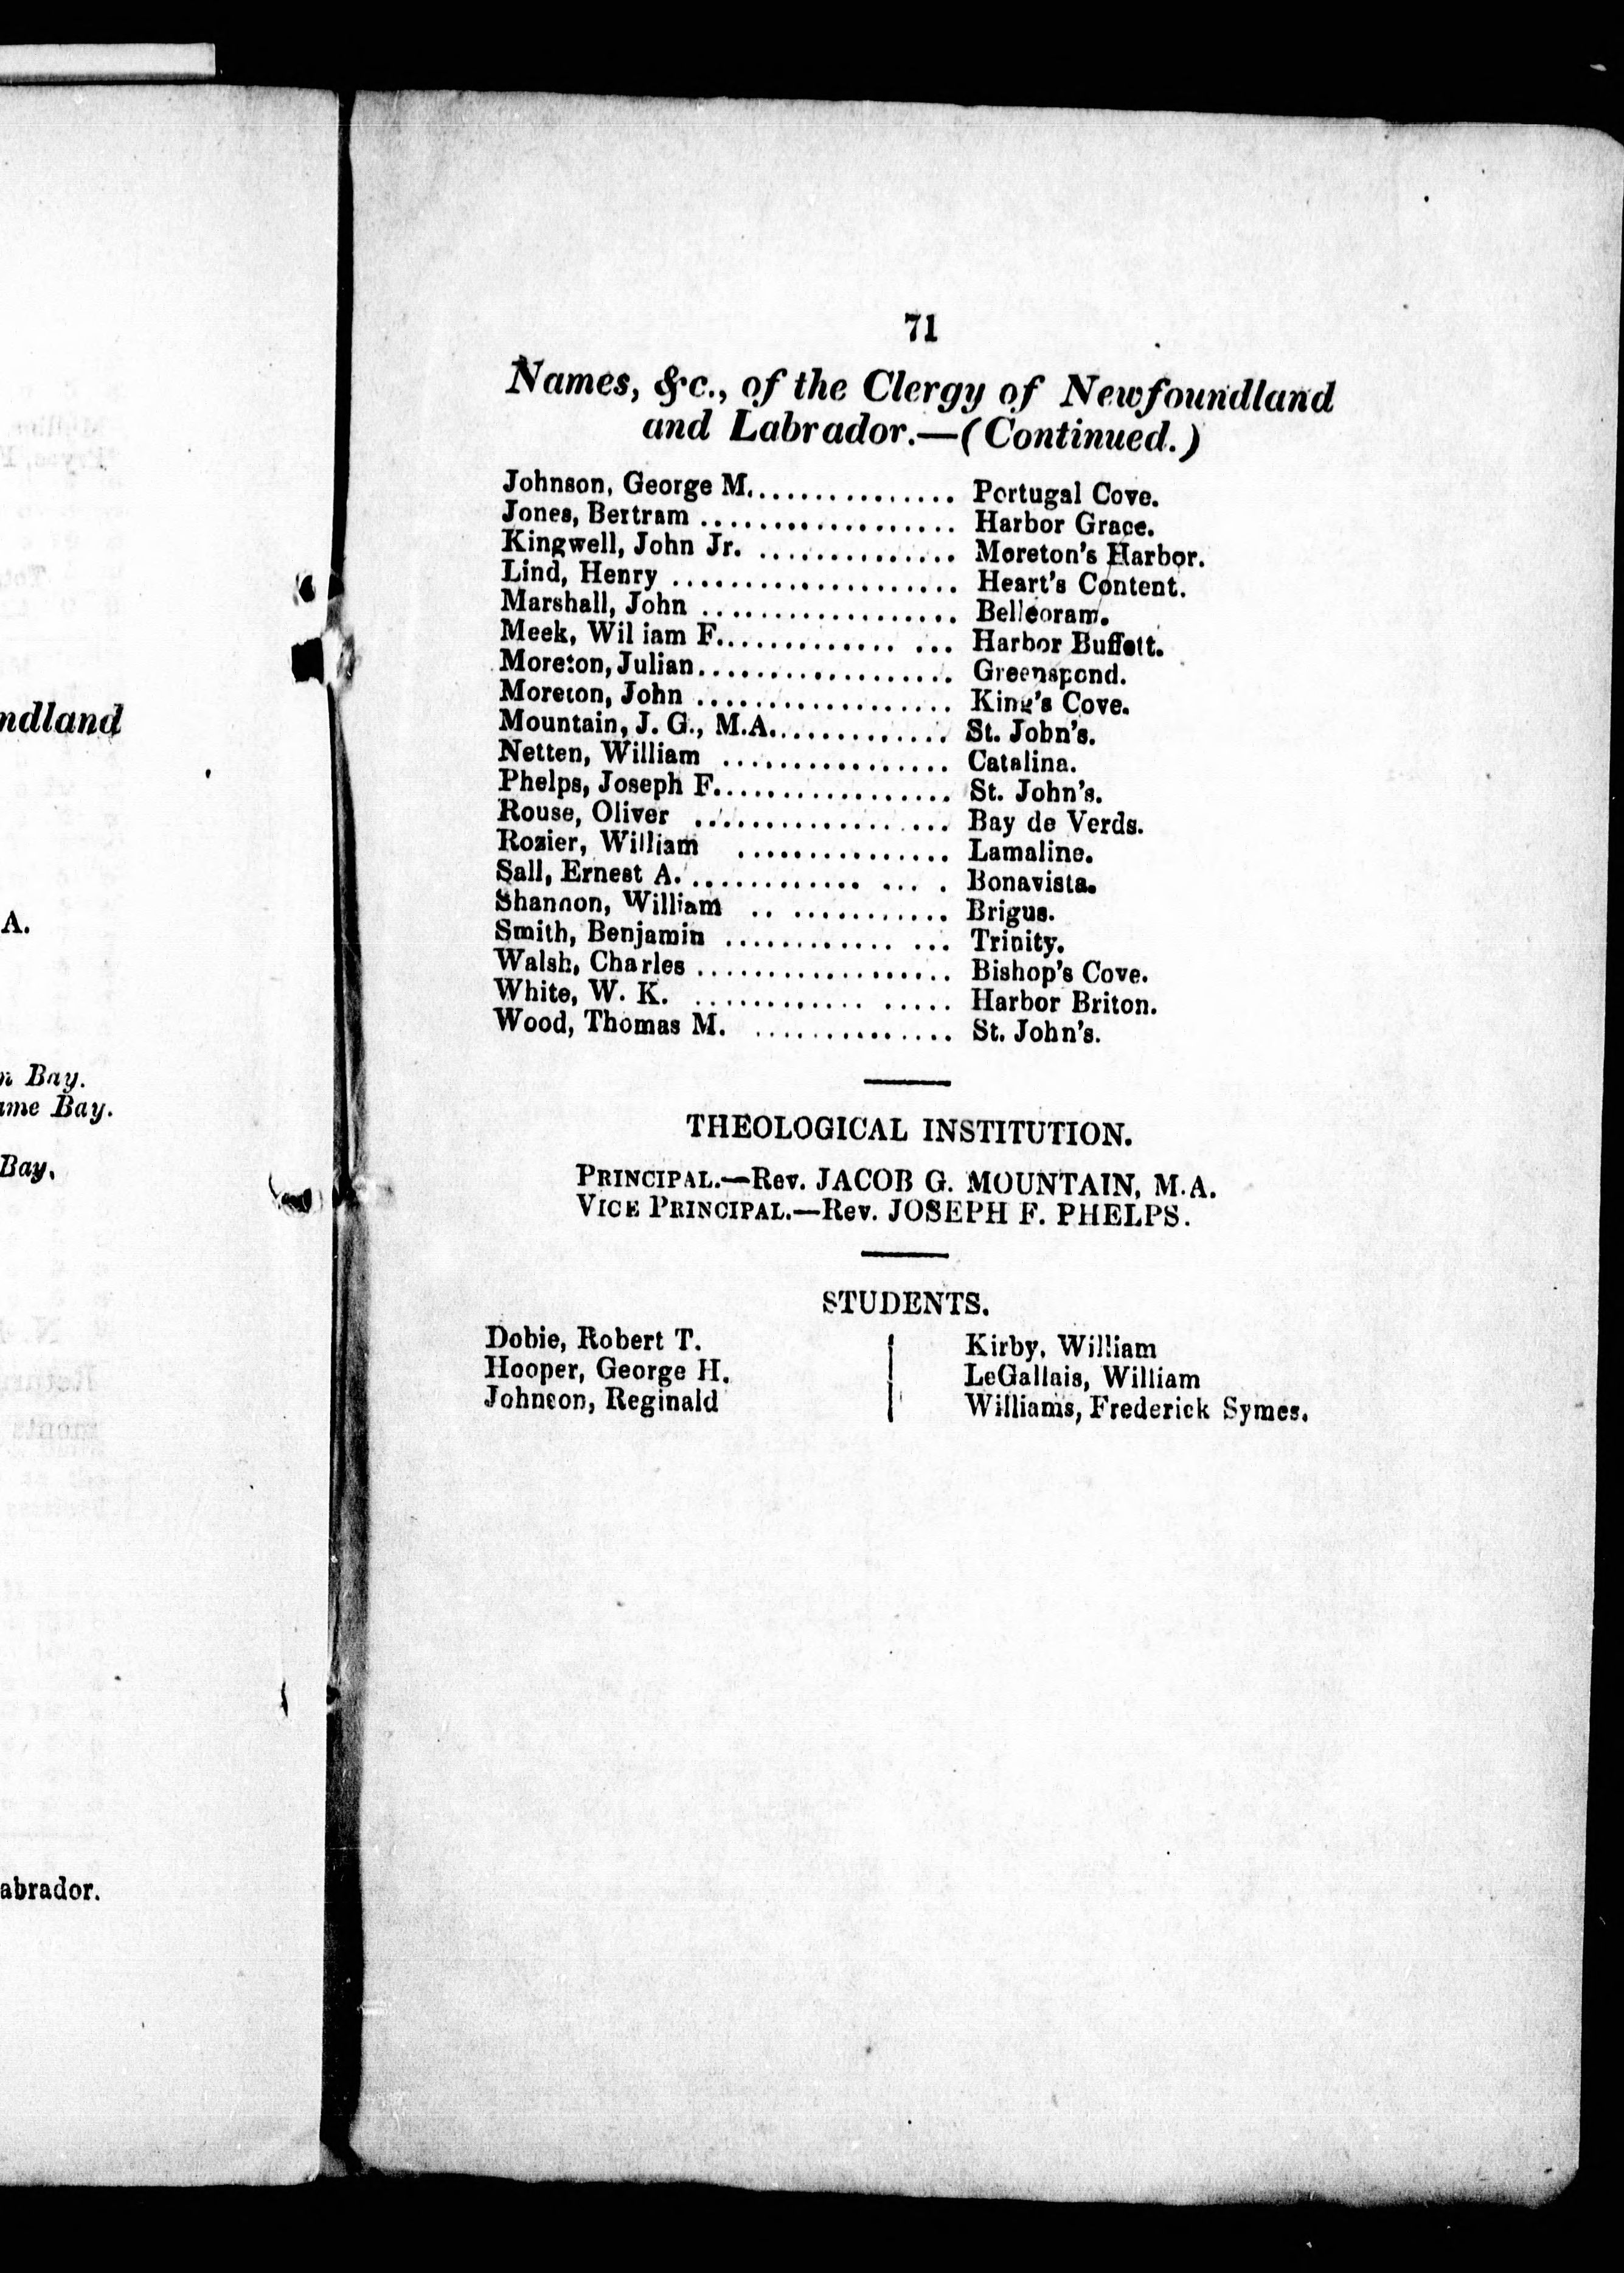 ndland
A.
n Bay.
ame Bay.
Bay.
abrador.
71
Names, &c., of the Clergy of Newfoundland
and Labrador.—(Continued.)
Johnson, George M............... Portugal Cove.
Jones, Bertram .................. Harbor Grace.
Kingwell, John Jr. .............. Moreton's Harbor.
Lind, Henry .................... Heart's Content.
Marshall, John .................. Belleoram.
Meek, Wil iam F............. ... Harbor Buffett.
Moreton, Julian.................. Greenspond.
Moreton, John .................. King's Cove.
Mountain, J. G., M.A............. St. John's.
Netten, William ................ Catalina.
Phelps, Joseph F................. St. John's.
Rouse, Oliver .................. Bay de Verds.
Rozier, William ............... Lamaline.
Sall, Ernest A. ............ ... . Bonavista.
Shannon, William .. ........... Brigus.
Smith, Benjamin ............ ... Trinity.
Walsh, Charles .................. Bishop's Cove.
White, W. K. ............ ..... Harbor Briton.
Wood, Thomas M. .............. St. John's.
THEOLOGICAL INSTITUTION.
PRINCIPAL.—Rev. JACOB G. MOUNTAIN, M.A.
VICE PRINCIPAL.—Rev. JOSEPH F. PHELPS.
STUDENTS.
Dobie, Robert T. | Kirby, William
Hooper, George H. | LeGallais, William
Johnson, Reginald | Williams, Frederick Symes.